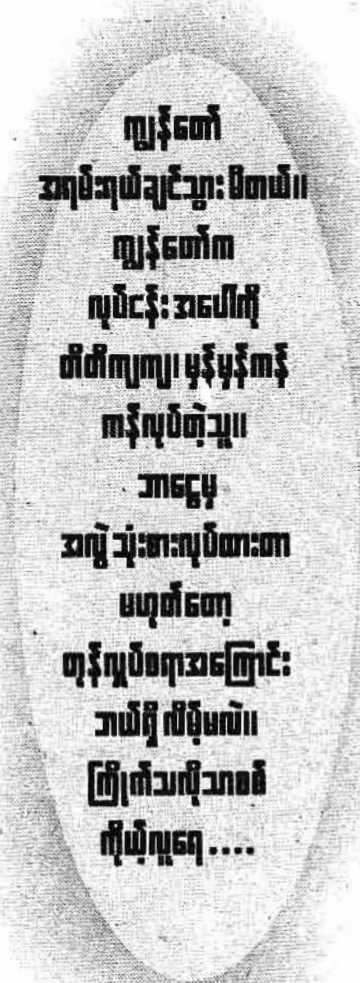 ကျွန်တော်
အရမ်းရယ်ချင်သွားမိတယ်။
ကျွန်တော်က
လုပ်ငန်းအပေါ်ကို
တိတိကျကျ၊ မှန်မှန်ကန်
ကန်လုပ်တဲ့သူ။
ဘာငွေမှ
အလွဲသုံးစားလုပ်ထားတာ
မဟုတ်တော့
တုန်လှုပ်စရာအကြောင်း
ဘယ်ရှိလိမ့်မလဲ။
ကြိုက်သလိုသာစစ်
ကိုယ့်လူရေ ....